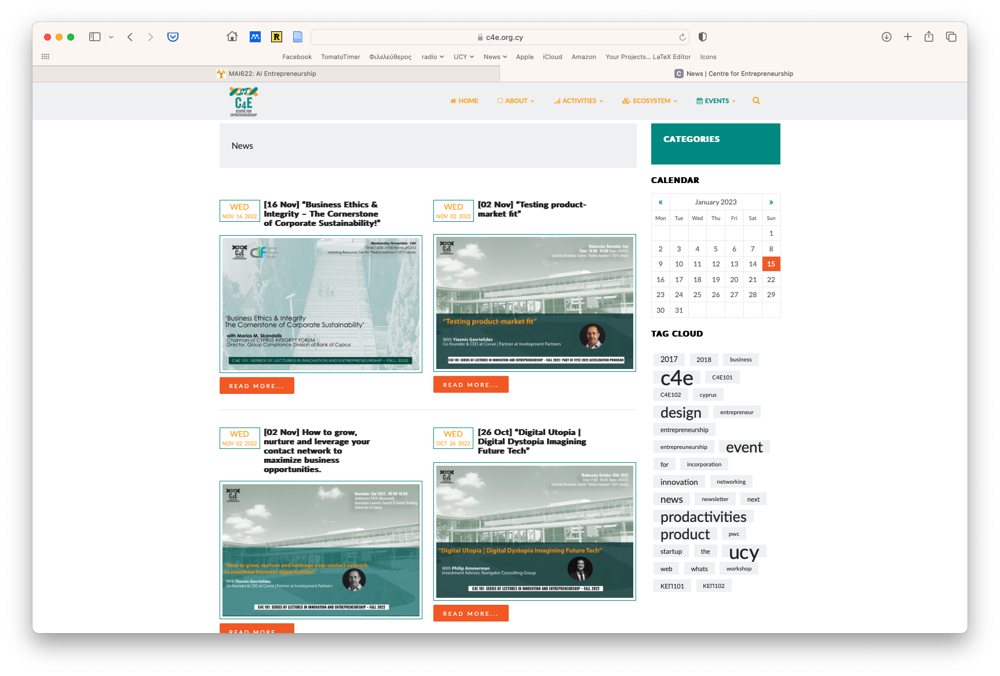 c4e.org.cy
Facebook TomatoTimer Φιλελεύθερος radio UCY News Apple iCloud Amazon Your Projects... LaTeX Editor Icons
MAI622: AI Entrepreneurship
C News | Centre for Entrepreneurship
C4E
CENTRE FOR
ENTREPRENEURSHIP
HOME ABOUT ACTIVITIES ECOSYSTEM EVENTS
News
WED
NOV 16 2022
[16 Nov] “Business Ethics &
Integrity – The Cornerstone
of Corporate Sustainability!”
C4E
CiF Cyprus
Integrity
Forum
Wednesday November 16th
Time: 16:00 -17:00 Room LRC012
Learning Resource Centre "Stelios Ioannou"/ UCY Library
'Business Ethics & Integrity
The Cornerstone of Corporate Sustainability'
with Marios M. Skandalis
Chairman of CYPRUS INTEGRITY FORUM
Director, Group Compliance Division at Bank of Cyprus
C4E 101: SERIES OF LECTURES IN INNOVATION AND ENTREPRENEURSHIP – FALL 2022
READ MORE...
WED
NOV 02 2022
[02 Nov] “Testing product-
market fit”
C4E
Wednesday November 2nd
Time: 18:00 -19:00 Room LRC012
Learning Resource Centre "Stelios Ioannou"/ UCY Library
“Testing product-market fit”
With Yiannis Gavrielides
Co-founder & CEO at Covve | Partner at Involopment Partners
C4E 101: SERIES OF LECTURES IN INNOVATION AND ENTREPRENEURSHIP – FALL 2022/ PART OF CYEC 2022 ACCELERATION PROGRAM
READ MORE...
WED
NOV 02 2022
[02 Nov] How to grow,
nurture and leverage your
contact network to
maximize business
opportunities.
C4E
November 2nd 2022 , 09:00-10:00
Auditorium B108 (Basement)
Anastasios Leventis Council & Senate Building
University of Cyprus
“How to grow, nurture and leverage your contact network
to maximize business opportunities”
With Yiannis Gavrielides
Co-founder & CEO at Covve | Partner at Involopment Partners
C4E 101: SERIES OF LECTURES IN INNOVATION AND ENTREPRENEURSHIP – FALL 2022
READ MORE...
WED
OCT 26 2022
[26 Oct] “Digital Utopia |
Digital Dystopia Imagining
Future Tech”
C4E
Wednesday October 26th 2022
Time 17:00 -18:00, Room LRC012
Learning Resource Centre "Stelios Ioannou"/ UCY Library
“Digital Utopia | Digital Dystopia Imagining Future Tech”
With Philip Ammerman
Investment Advisor, Navigator Consulting Group
C4E 101: SERIES OF LECTURES IN INNOVATION AND ENTREPRENEURSHIP – FALL 2022
READ MORE...
CATEGORIES
CALENDAR
« January 2023 »
Mon Tue Wed Thu Fri Sat Sun
1
2 3 4 5 6 7 8
9 10 11 12 13 14 15
16 17 18 19 20 21 22
23 24 25 26 27 28 29
30 31
TAG CLOUD
2017 2018 business
c4e C4E101
C4E102 cyprus
design entrepreneur
entrepreneurship
entrepreuneurship event
for incorporation
innovation networking
news newsletter next
prodactivities
product pwc
startup the ucy
web whats workshop
ΚΕΠ101 ΚΕΠ102